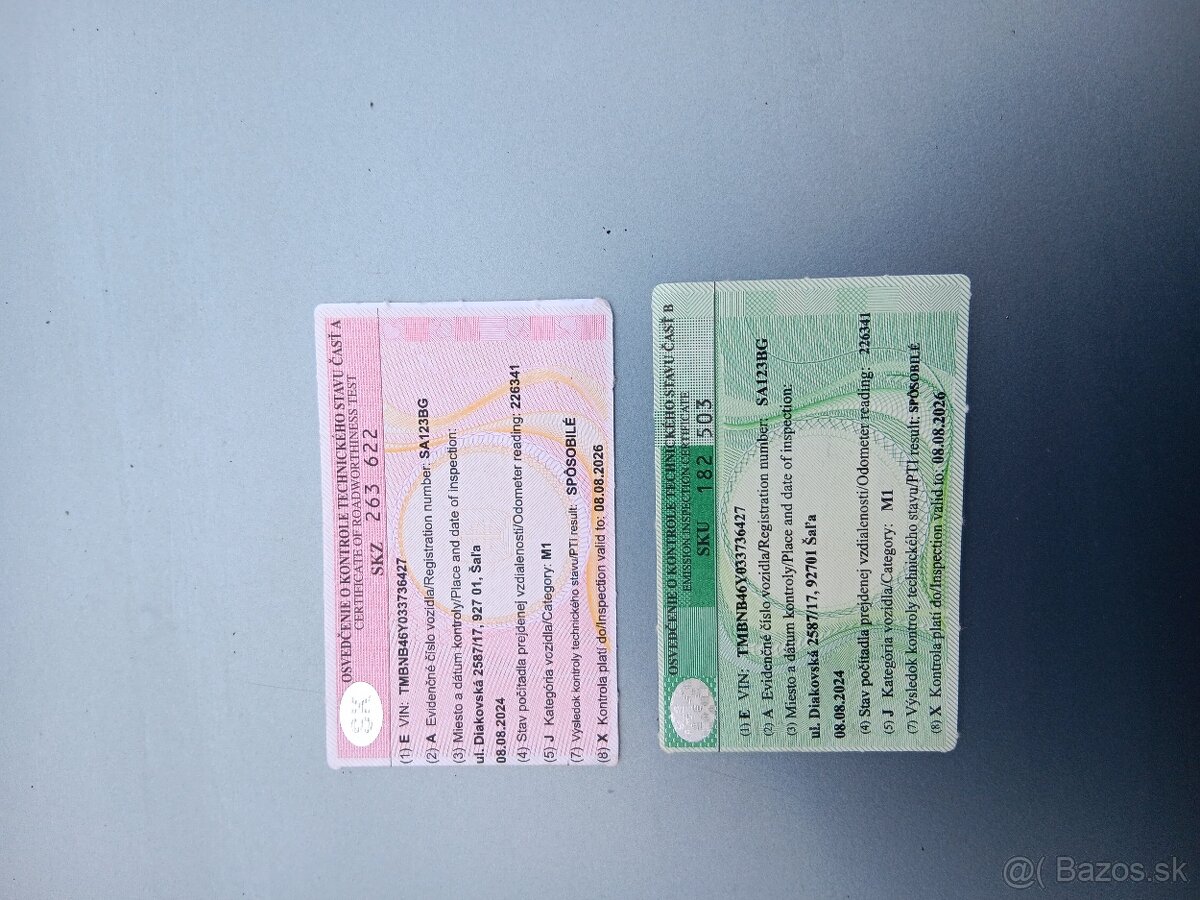 OSVEDČENIE O KONTROLE TECHNICKÉHO STAVU ČASŤ A
CERTIFICATE OF ROADWORTHINESS TEST
SK
SKZ 263 622
(1) E VIN: TMBNB46Y033736427
(2) A Evidenčné číslo vozidla/Registration number: SA123BG
(3) Miesto a dátum kontroly/Place and date of inspection:
ul. Diakovská 2587/17, 927 01, Šaľa
08.08.2024
(4) Stav počítadla prejdenej vzdialenosti/Odometer reading: 226341
(5) J Kategória vozidla/Category: M1
(7) Výsledok kontroly technického stavu/PTI result: SPÔSOBILÉ
(8) X Kontrola platí do/Inspection valid to: 08.08.2026
OSVEDČENIE O KONTROLE TECHNICKÉHO STAVU ČASŤ B
EMISSION INSPECTION CERTIFICATE
SK
SKU 182 503
(1) E VIN: TMBNB46Y033736427
(2) A Evidenčné číslo vozidla/Registration number: SA123BG
(3) Miesto a dátum kontroly/Place and date of inspection:
ul. Diakovská 2587/17, 92701 Šaľa
08.08.2024
(4) Stav počítadla prejdenej vzdialenosti/Odometer reading: 226341
(5) J Kategória vozidla/Category: M1
(7) Výsledok kontroly technického stavu/PTI result: SPÔSOBILÉ
(8) X Kontrola platí do/Inspection valid to: 08.08.2026
@( Bazos.sk